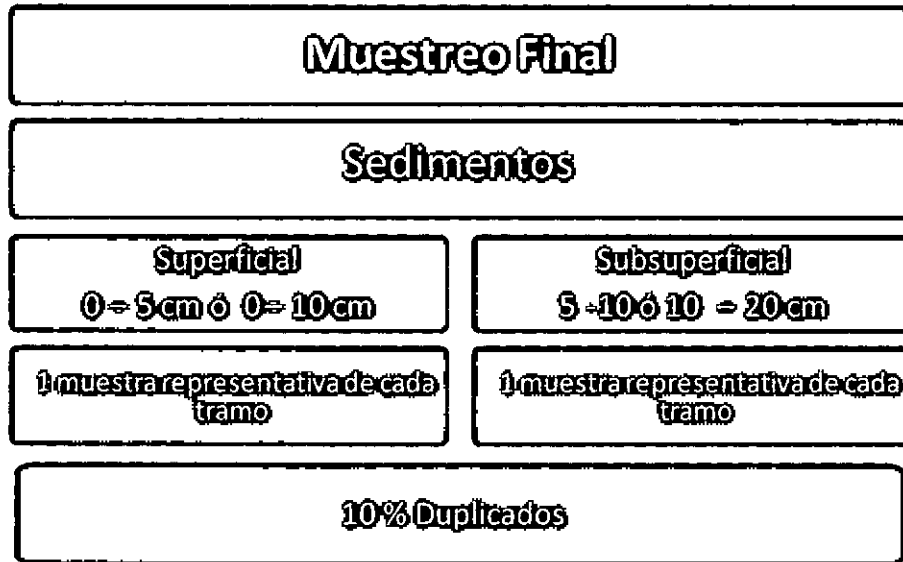 Muestreo Final
Sedimentos
Superficial
0 – 5 cm ó 0 – 10 cm
Subsuperficial
5 -10 ó 10 – 20 cm
1 muestra representativa de cada
tramo
1 muestra representativa de cada
tramo
10 % Duplicados